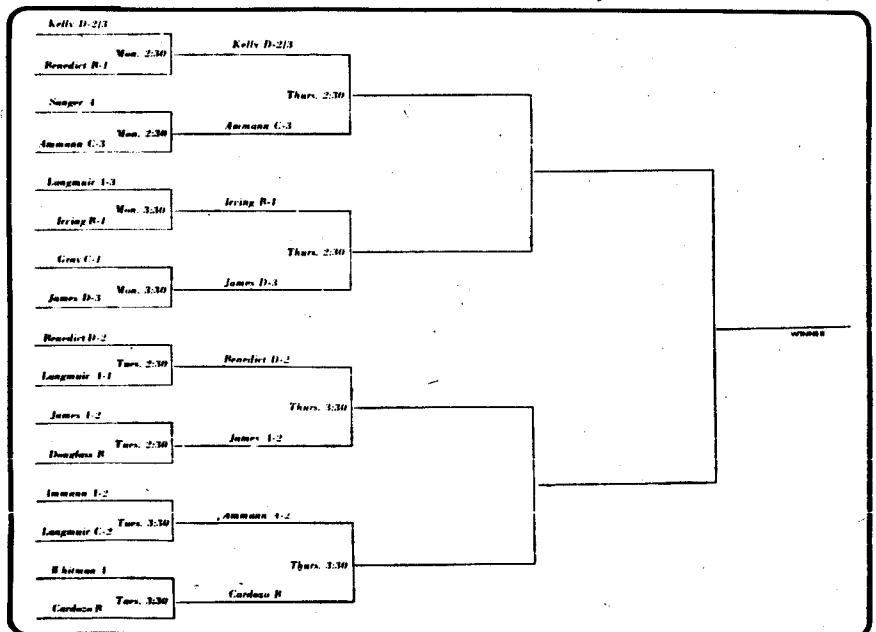 Kelly D-2/3
Mon. 2:30
Kelly D-2/3
Benedict B-1
Thurs. 2:30
Sanger A
Mon. 2:30
Ammann C-3
Ammann C-3
Langmuir A-3
Mon. 3:30
Irving B-1
Irving B-1
Thurs. 2:30
Gray C-1
Mon. 3:30
James D-3
James D-3
WINNER
Benedict D-2
Tues. 2:30
Benedict D-2
Langmuir A-1
Thurs. 3:30
James A-2
Tues. 2:30
James A-2
Douglass B
Ammann A-2
Tues. 3:30
Ammann A-2
Langmuir C-2
Thurs. 3:30
Whitman A
Tues. 3:30
Cardozo B
Cardozo B